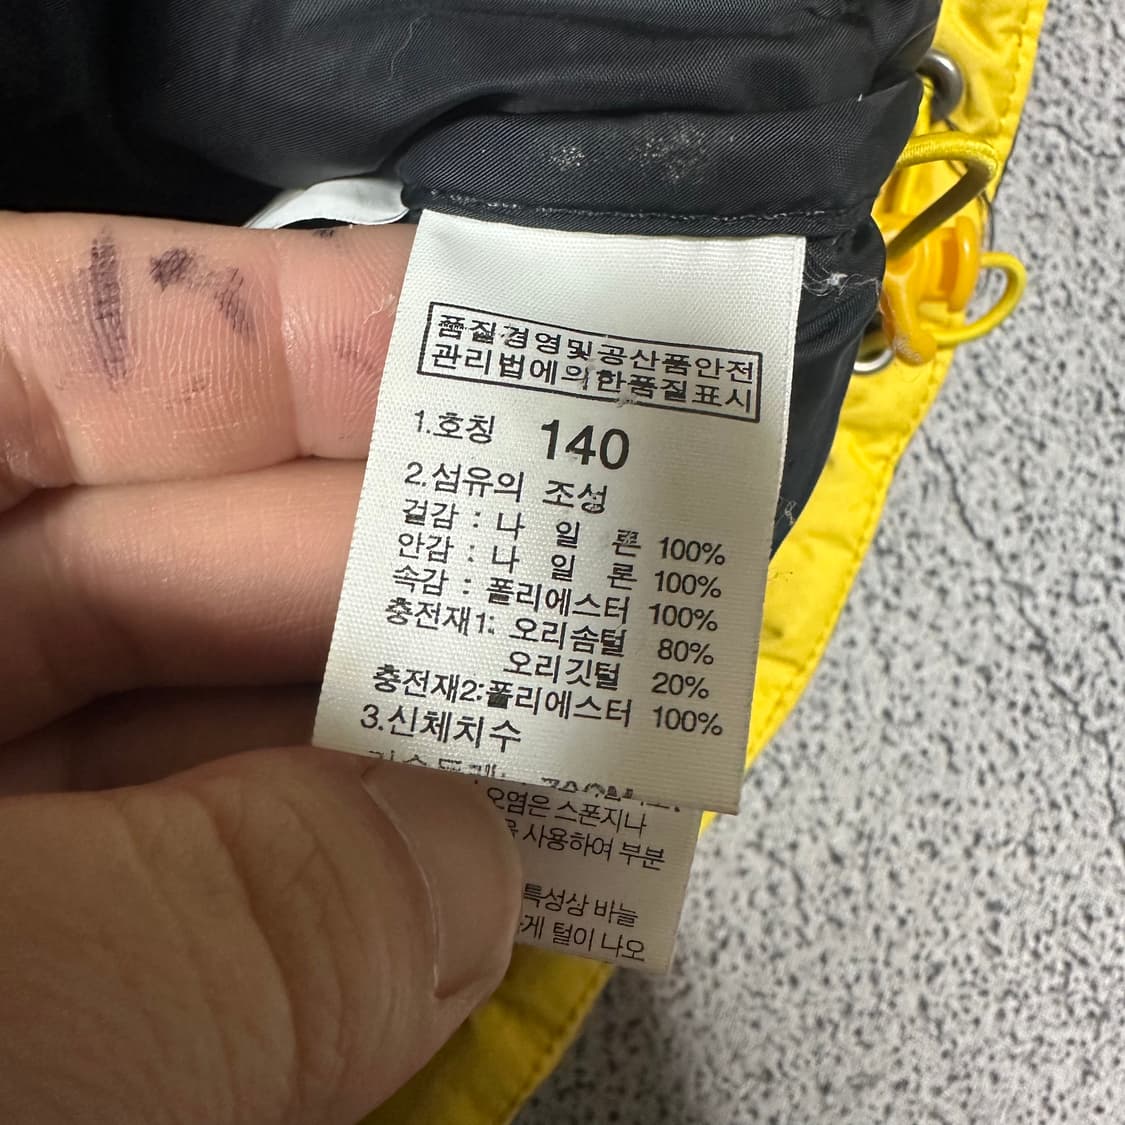 품질경영및공산품안전
관리법에의한품질표시
1.호칭 140
2.섬유의 조성
겉감 : 나 일 론 100%
안감 : 나 일 론 100%
속감 : 폴리에스터 100%
충전재1: 오리솜털 80%
오리깃털 20%
충전재2:폴리에스터 100%
3.신체치수
오염은 스폰지나
사용하여 부분
특성상 바늘
게 털이 나오